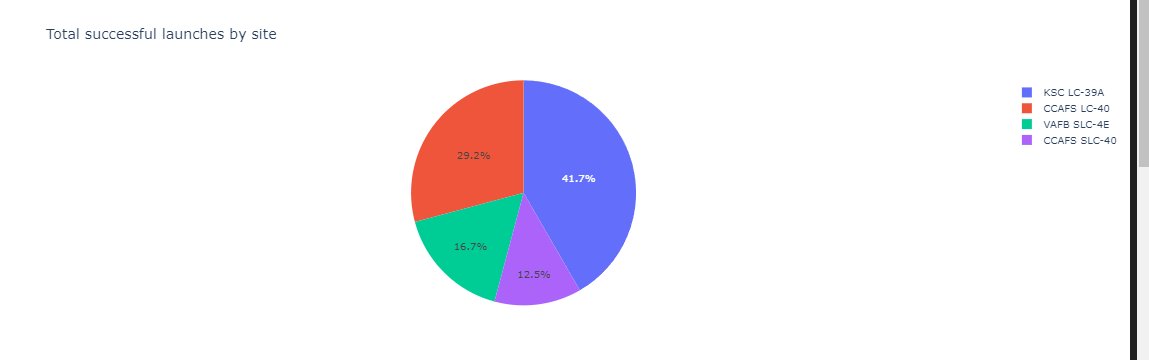 Total successful launches by site
KSC LC-39A
CCAFS LC-40
VAFB SLC-4E
CCAFS SLC-40
29.2%
41.7%
16.7%
12.5%